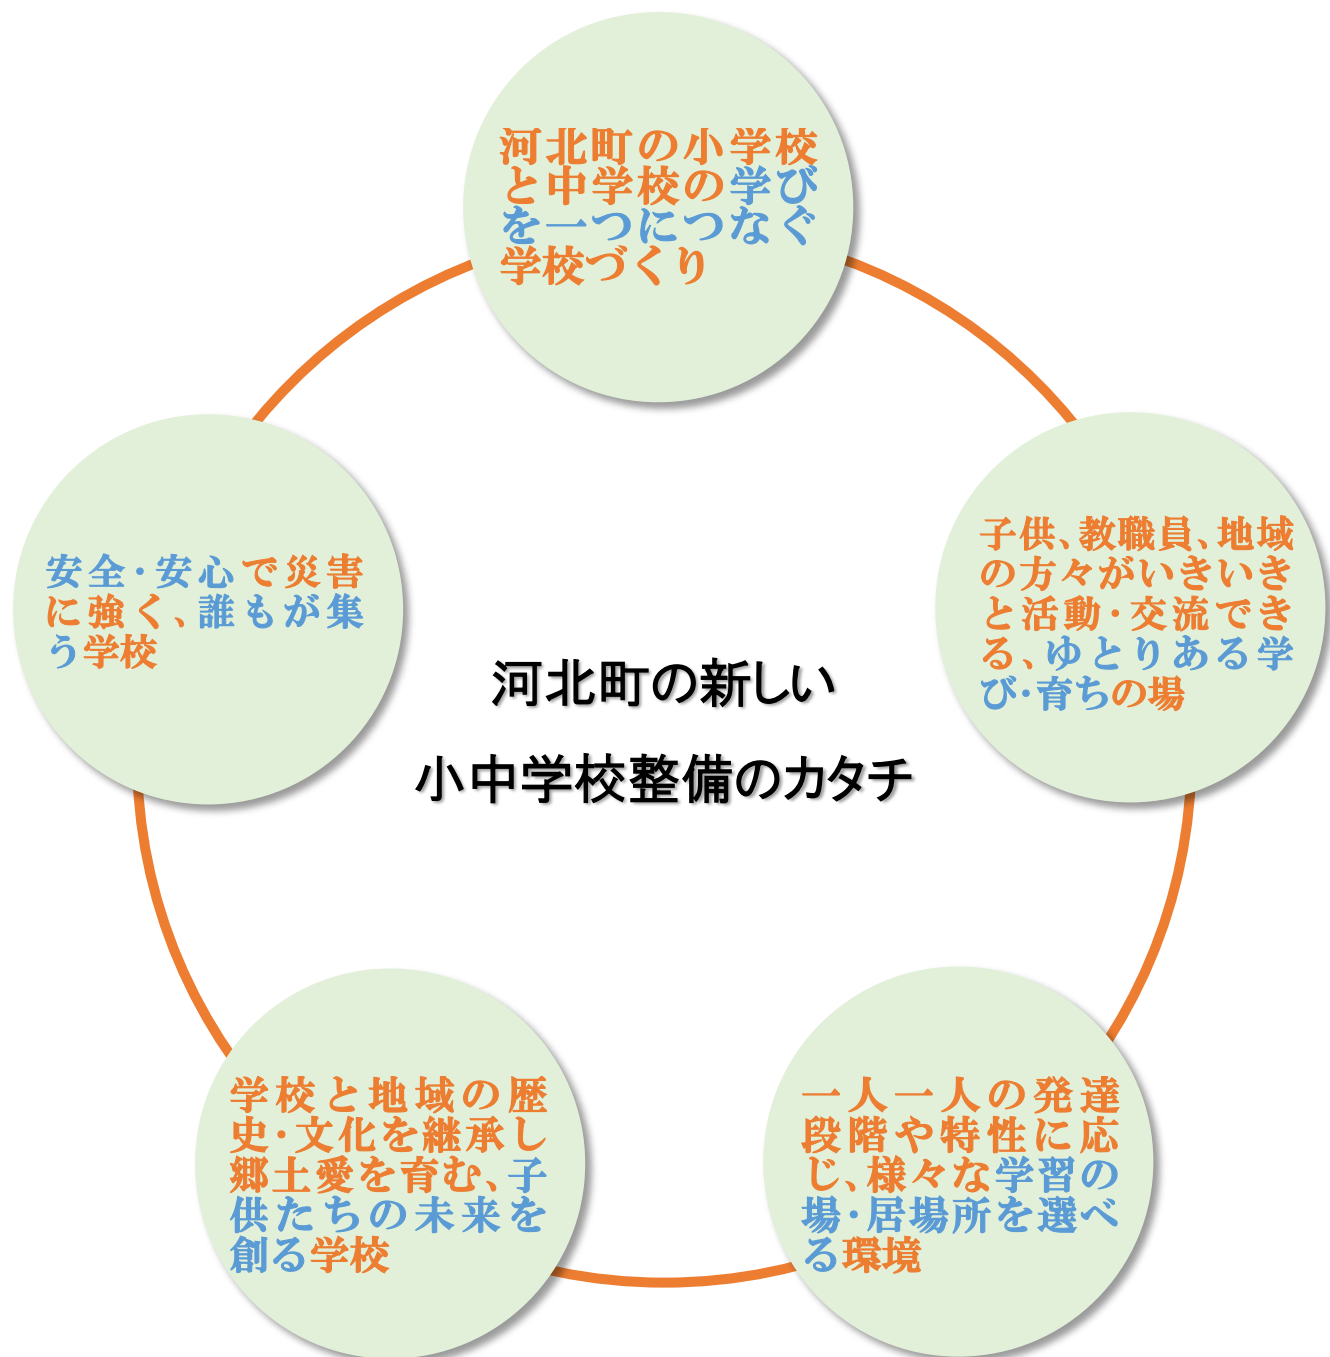 河北町の小学校
と中学校の学び
を一つにつなぐ
学校づくり
子供、教職員、地域
の方々がいきいき
と活動・交流でき
る、ゆとりある学
び・育ちの場
一人一人の発達
段階や特性に応
じ、様々な学習の
場・居場所を選べ
る環境
学校と地域の歴
史・文化を継承し
郷土愛を育む、子
供たちの未来を
創る学校
安全・安心で災害
に強く、誰もが集
う学校
河北町の新しい
小中学校整備のカタチ